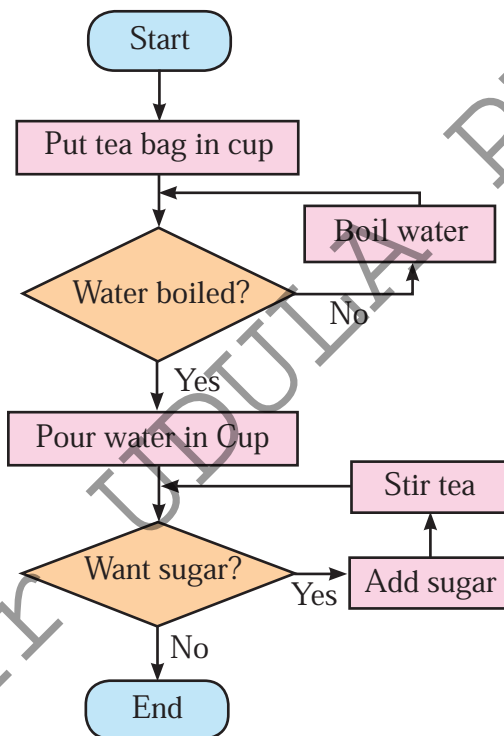 Start
Put tea bag in cup
Boil water
Water boiled?
No
Yes
Pour water in Cup
Stir tea
Want sugar?
Yes
Add sugar
No
End
UDULA